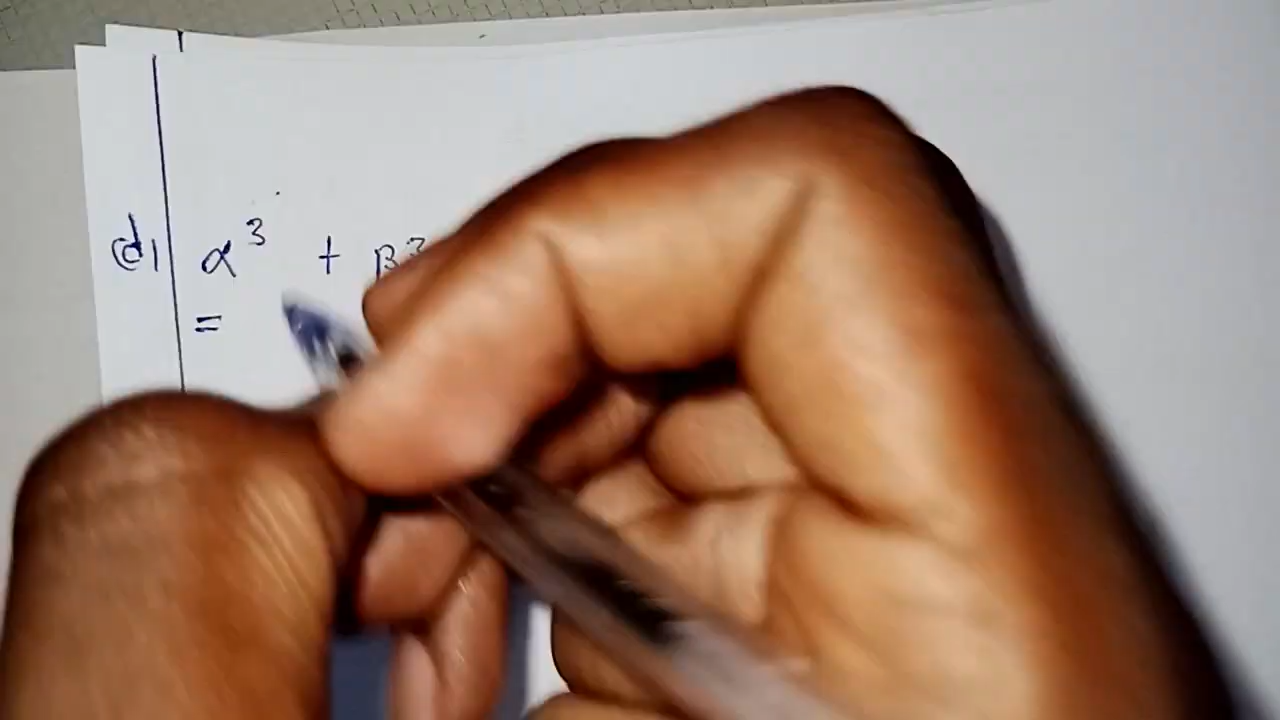 (d) α³ + β³
=